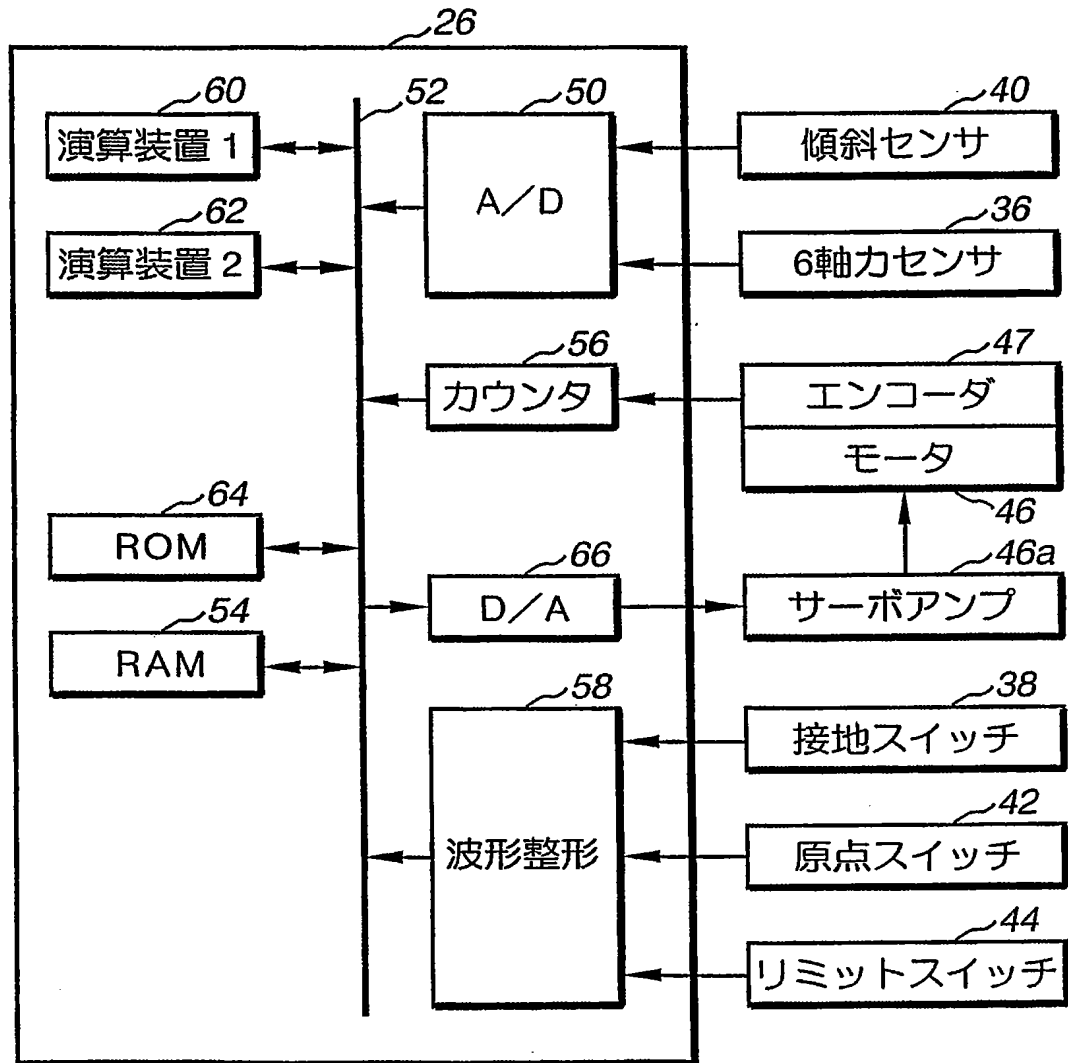 26
60
演算装置1
62
演算装置2
64
ROM
54
RAM
52
50
A/D
56
カウンタ
66
D/A
58
波形整形
40
傾斜センサ
36
6軸力センサ
47
エンコーダ
モータ
46
46a
サーボアンプ
38
接地スイッチ
42
原点スイッチ
44
リミットスイッチ